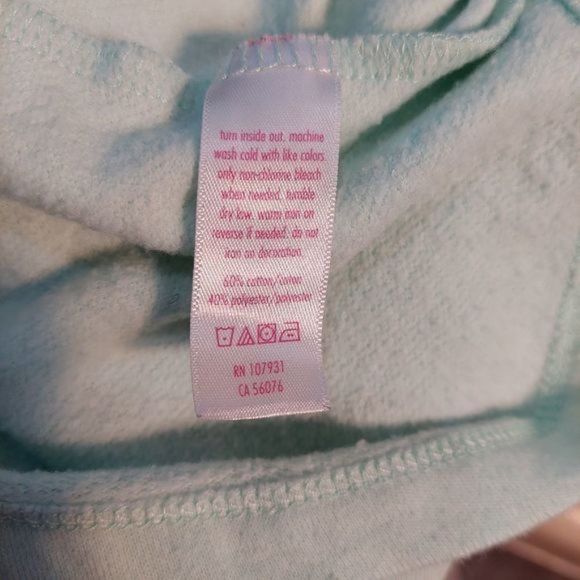 turn inside out. machine
wash cold with like colors.
only non-chlorine bleach
when needed. tumble
dry low. warm iron on
reverse if needed. do not
iron on decoration.
60% cotton/coton
40% polyester/polyester
RN 107931
CA 56076